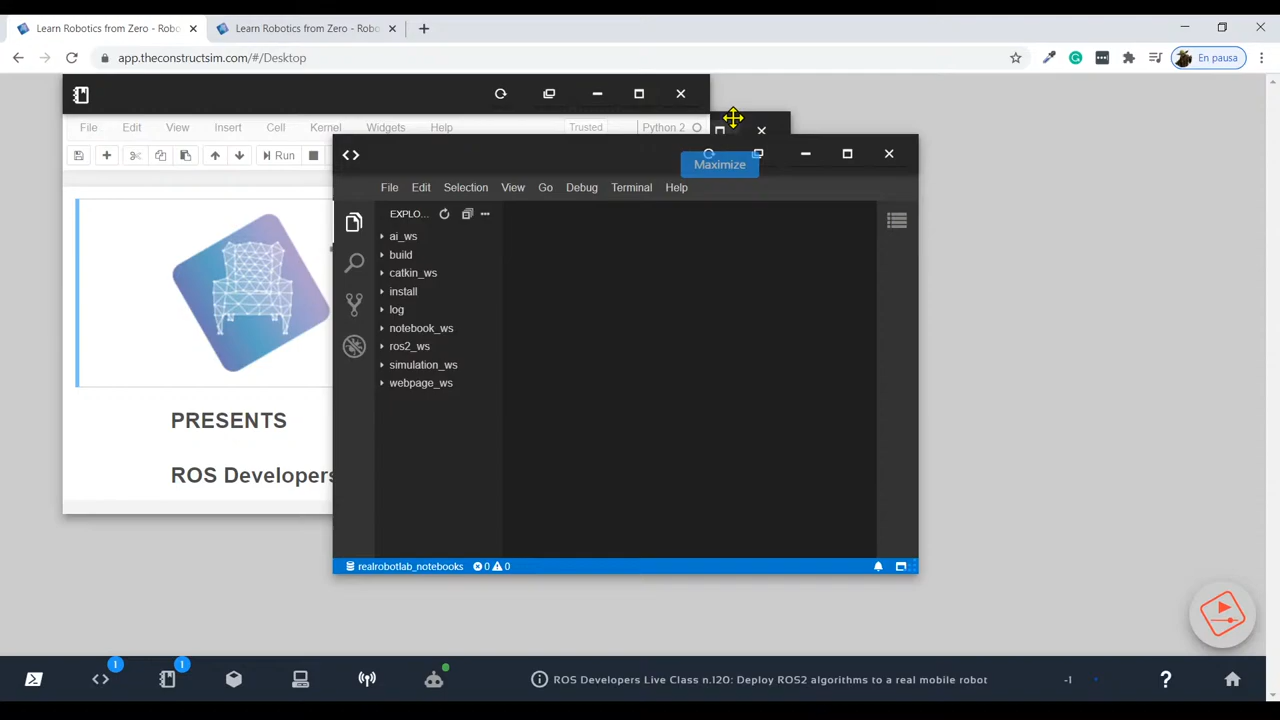 Learn Robotics from Zero - Robo
Learn Robotics from Zero - Robo
app.theconstructsim.com/#/Desktop
En pausa
File Edit View Insert Cell Kernel Widgets Help Trusted Python 2
Run
Maximize
File Edit Selection View Go Debug Terminal Help
EXPLO...
ai_ws
build
catkin_ws
install
log
notebook_ws
ros2_ws
simulation_ws
webpage_ws
PRESENTS
ROS Developers
realrobotlab_notebooks 0 0
1
1
ROS Developers Live Class n.120: Deploy ROS2 algorithms to a real mobile robot
-1